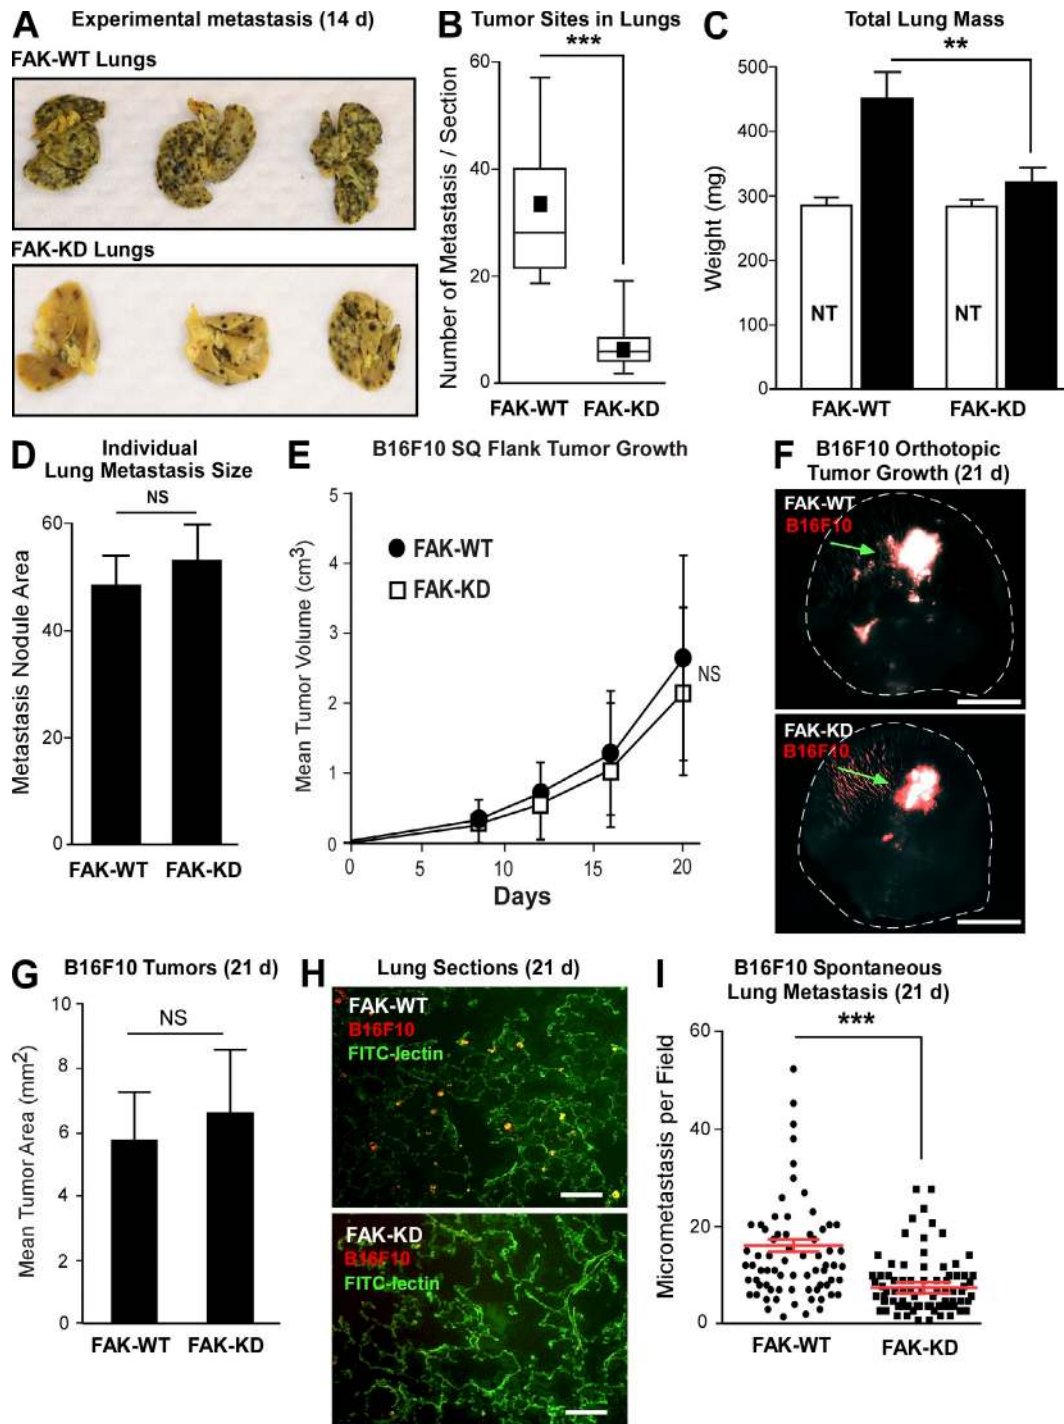 A
Experimental metastasis (14 d)
FAK-WT Lungs
FAK-KD Lungs
B
Tumor Sites in Lungs
***
Number of Metastasis / Section
60
40
20
0
FAK-WT
FAK-KD
C
Total Lung Mass
**
Weight (mg)
500
400
300
200
100
0
NT
NT
FAK-WT
FAK-KD
D
Individual
Lung Metastasis Size
NS
Metastasis Nodule Area
60
40
20
0
FAK-WT
FAK-KD
E
B16F10 SQ Flank Tumor Growth
Mean Tumor Volume (cm³)
5
4
3
2
1
0
FAK-WT
FAK-KD
NS
0
5
10
15
20
Days
F
B16F10 Orthotopic
Tumor Growth (21 d)
FAK-WT
B16F10
FAK-KD
B16F10
G
B16F10 Tumors (21 d)
NS
Mean Tumor Area (mm²)
10
8
6
4
2
0
FAK-WT
FAK-KD
H
Lung Sections (21 d)
FAK-WT
B16F10
FITC-lectin
FAK-KD
B16F10
FITC-lectin
I
B16F10 Spontaneous
Lung Metastasis (21 d)
***
Micrometastasis per Field
60
40
20
0
FAK-WT
FAK-KD